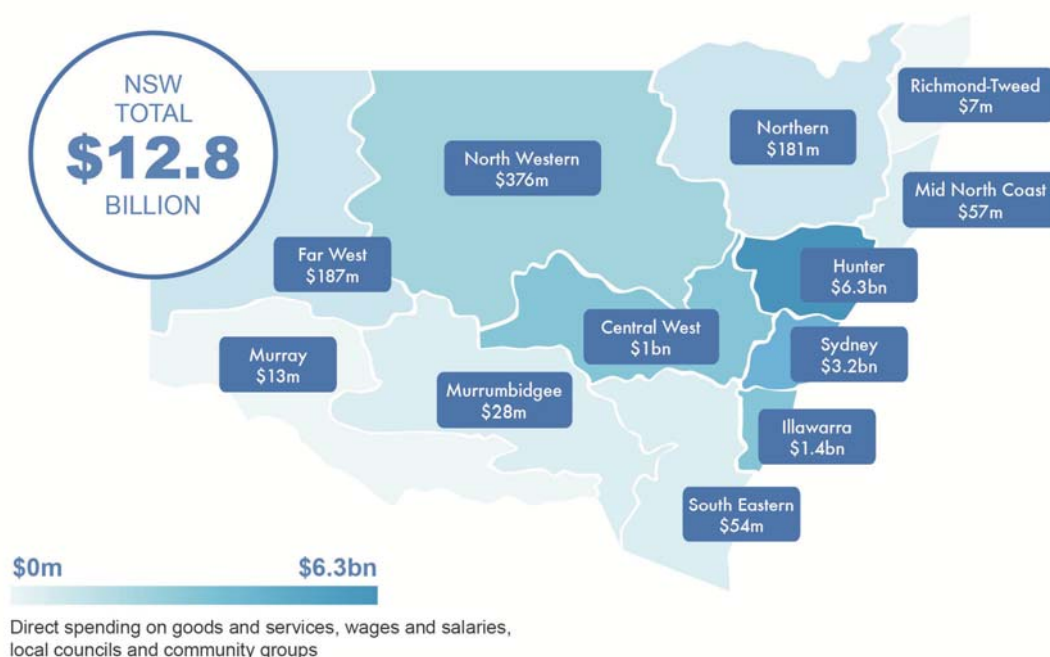 NSW
TOTAL
$12.8
BILLION
Richmond-Tweed
$7m
Northern
$181m
North Western
$376m
Mid North Coast
$57m
Far West
$187m
Hunter
$6.3bn
Central West
$1bn
Sydney
$3.2bn
Murray
$13m
Murrumbidgee
$28m
Illawarra
$1.4bn
South Eastern
$54m
$0m
$6.3bn
Direct spending on goods and services, wages and salaries,
local councils and community groups